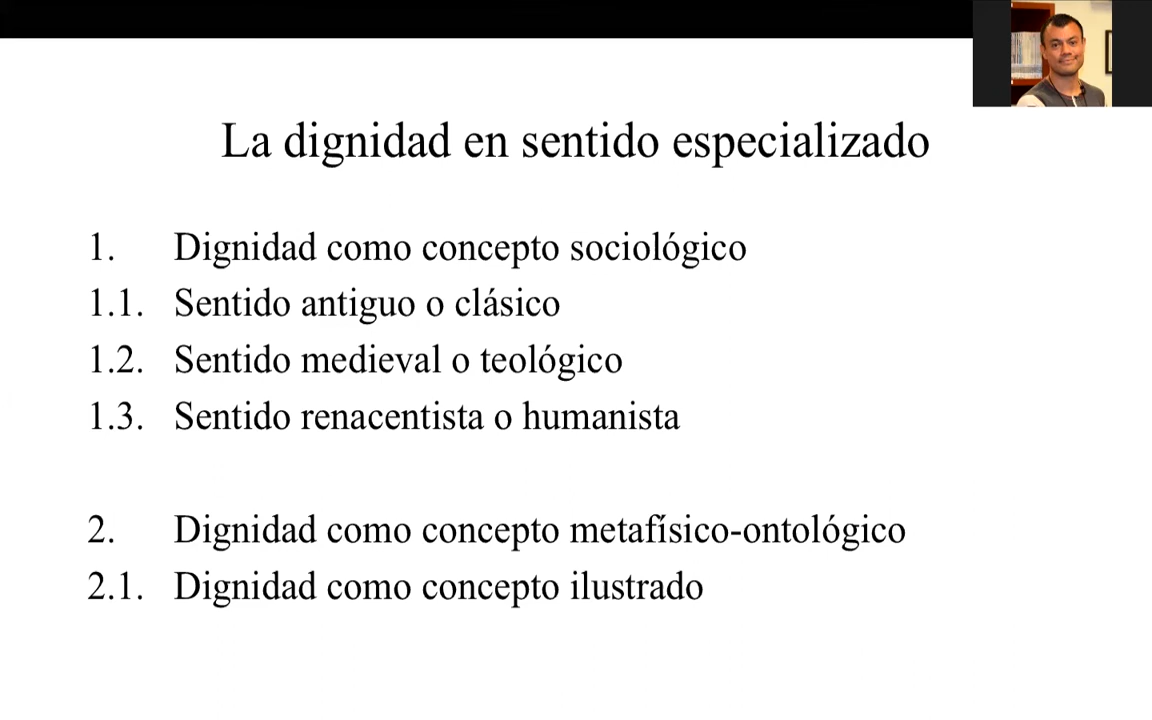 La dignidad en sentido especializado
1. Dignidad como concepto sociológico
1.1. Sentido antiguo o clásico
1.2. Sentido medieval o teológico
1.3. Sentido renacentista o humanista
2. Dignidad como concepto metafísico-ontológico
2.1. Dignidad como concepto ilustrado